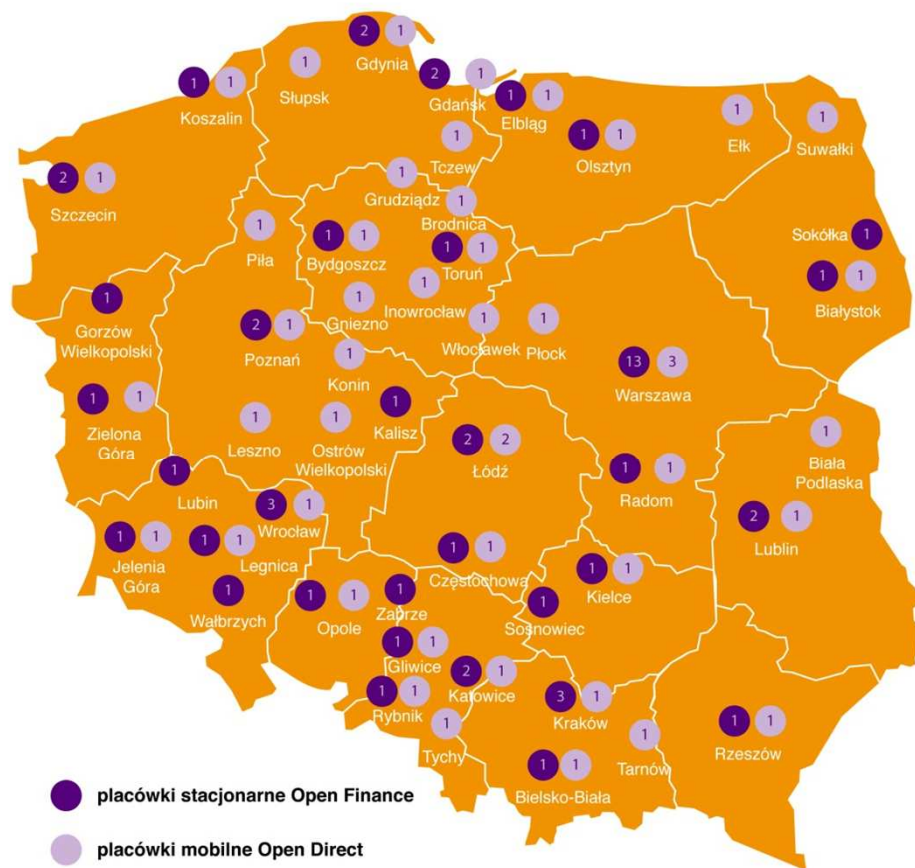 2 1
Gdynia
1
Słupsk
2 1
Gdańsk
1 1
Koszalin
1 1
Elbląg
1 1
Olsztyn
1
Ełk
1
Suwałki
1
Tczew
2 1
Szczecin
1
Grudziądz
1
Brodnica
1
Piła
1 1
Bydgoszcz
1 1
Toruń
Sokółka 1
1 1
Białystok
1
Gorzów
Wielkopolski
1
Gniezno
1
Inowrocław
2 1
Poznań
1
Włocławek
1
Płock
1
Konin
13 3
Warszawa
1 1
Zielona
Góra
1
Leszno
1
Ostrów
Wielkopolski
1
Kalisz
2 2
Łódź
1
Biała
Podlaska
1
Lubin
1 1
Radom
3 1
Wrocław
2 1
Lublin
1 1
Jelenia
Góra
1 1
Legnica
1 1
Częstochowa
1
Wałbrzych
1 1
Opole
1
Zabrze
1
Sosnowiec
1 1
Kielce
1 1
Gliwice
2 1
Katowice
1 1
Rybnik
3 1
Kraków
1
Tychy
1
Tarnów
1 1
Rzeszów
1 1
Bielsko-Biała
placówki stacjonarne Open Finance
placówki mobilne Open Direct